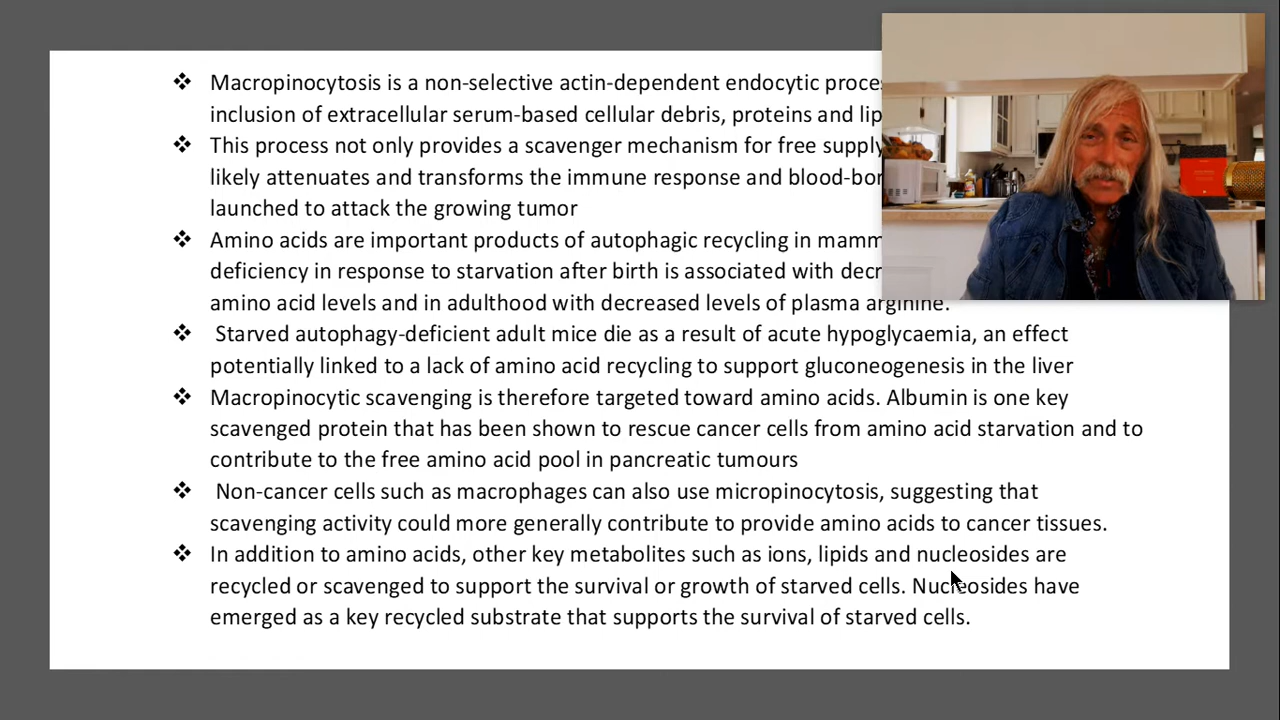 ❖ Macropinocytosis is a non-selective actin-dependent endocytic
inclusion of extracellular serum-based cellular debris, proteins and
❖ This process not only provides a scavenger mechanism for free supply
likely attenuates and transforms the immune response and
launched to attack the growing tumor
❖ Amino acids are important products of autophagic recycling in
deficiency in response to starvation after birth is associated with
amino acid levels and in adulthood with decreased levels of plasma arginine.
❖ Starved autophagy-deficient adult mice die as a result of acute hypoglycaemia, an effect
potentially linked to a lack of amino acid recycling to support gluconeogenesis in the liver
❖ Macropinocytic scavenging is therefore targeted toward amino acids. Albumin is one key
scavenged protein that has been shown to rescue cancer cells from amino acid starvation and to
contribute to the free amino acid pool in pancreatic tumours
❖ Non-cancer cells such as macrophages can also use micropinocytosis, suggesting that
scavenging activity could more generally contribute to provide amino acids to cancer tissues.
❖ In addition to amino acids, other key metabolites such as ions, lipids and nucleosides are
recycled or scavenged to support the survival or growth of starved cells. Nucleosides have
emerged as a key recycled substrate that supports the survival of starved cells.